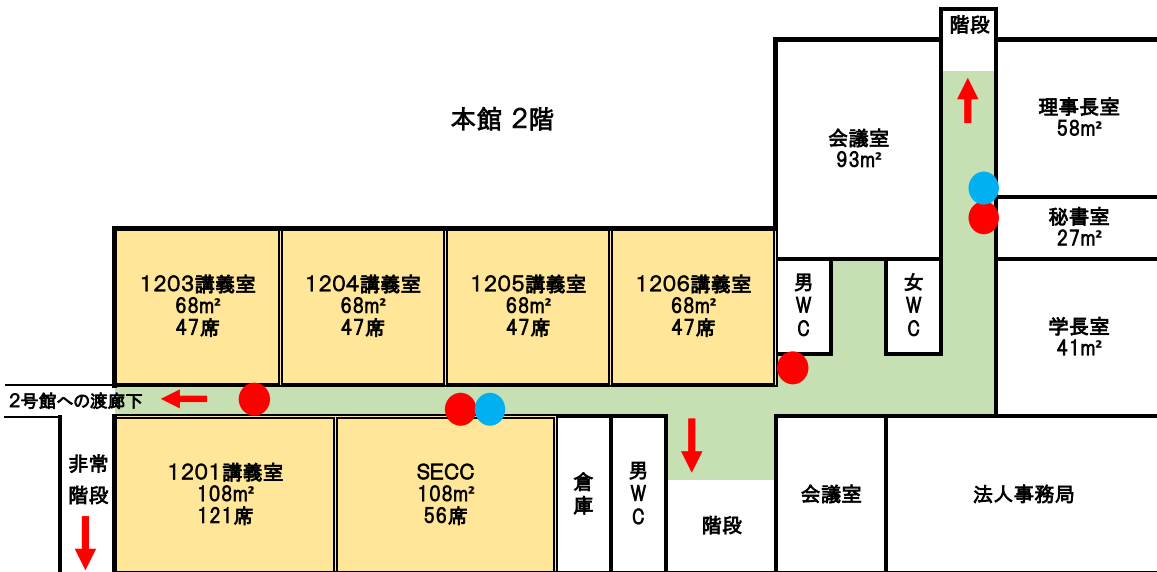 階段
本館 2階
理事長室
58m²
会議室
93m²
秘書室
27m²
1203講義室
68m²
47席
1204講義室
68m²
47席
1205講義室
68m²
47席
1206講義室
68m²
47席
男
W
C
女
W
C
学長室
41m²
2号館への渡廊下
非常
階段
1201講義室
108m²
121席
SECC
108m²
56席
倉
庫
男
W
C
階段
会議室
法人事務局